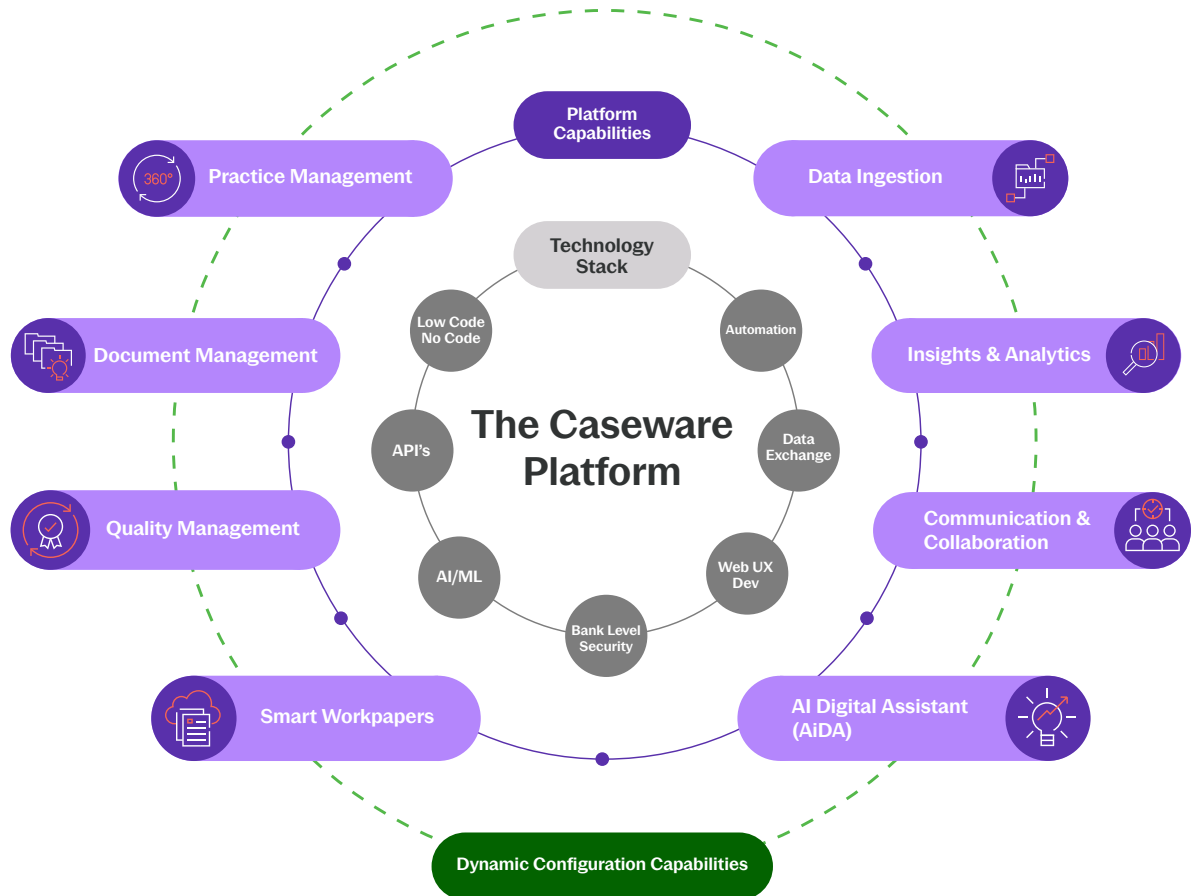 Platform
Capabilities
360°
Practice Management
Data Ingestion
Technology
Stack
Low Code
No Code
Automation
Document Management
Insights & Analytics
The Caseware
Platform
API's
Data
Exchange
Quality Management
Communication &
Collaboration
AI/ML
Web UX
Dev
Bank Level
Security
Smart Workpapers
AI Digital Assistant
(AiDA)
Dynamic Configuration Capabilities